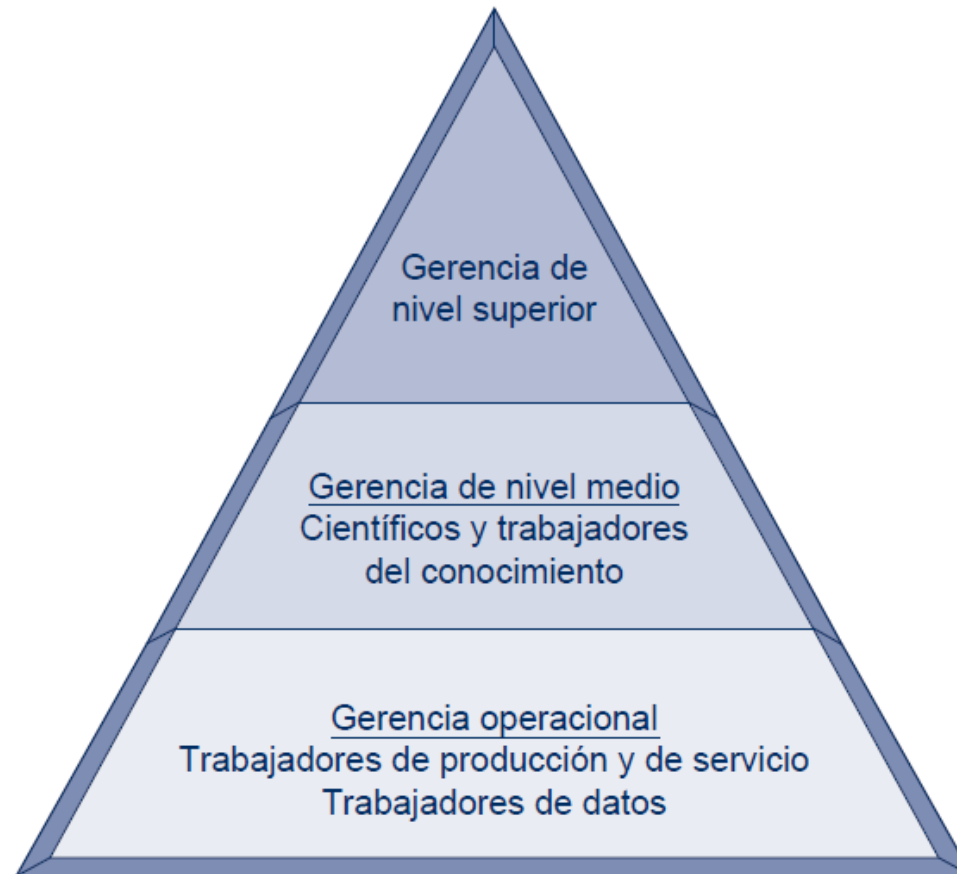 Gerencia de
nivel superior
Gerencia de nivel medio
Científicos y trabajadores
del conocimiento
Gerencia operacional
Trabajadores de producción y de servicio
Trabajadores de datos